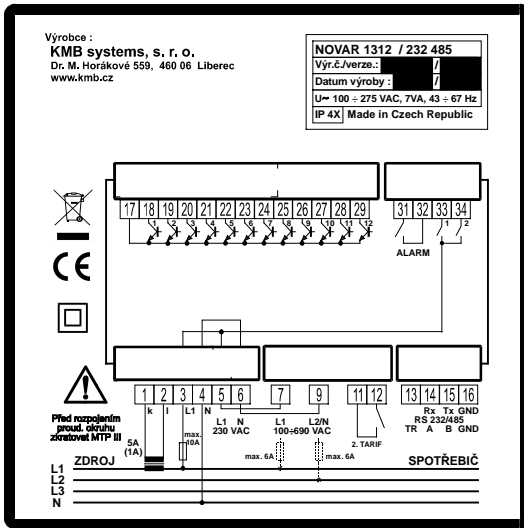 Výrobce :
KMB systems, s. r. o.
Dr. M. Horákové 559, 460 06 Liberec
www.kmb.cz
NOVAR 1312 / 232 485
Výr.č./verze.: /
Datum výroby : /
U~ 100 ÷ 275 VAC, 7VA, 43 ÷ 67 Hz
IP 4X Made in Czech Republic
17 18 19 20 21 22 23 24 25 26 27 28 29
1 2 3 4 5 6 7 8 9 10 11 12
31 32 33 34
1 2
ALARM
CE
Před rozpojením
proud. okruhu
zkratovat MTP !!!
1 2 3 4 5 6 7 9 11 12 13 14 15 16
k l L1 N
L1 N
230 VAC
L1 L2/N
100÷690 VAC
Rx Tx GND
RS 232/485
TR A B GND
5A
(1A)
max.
10A
max. 6A
max. 6A
2. TARIF
ZDROJ
SPOTŘEBIČ
L1
L2
L3
N